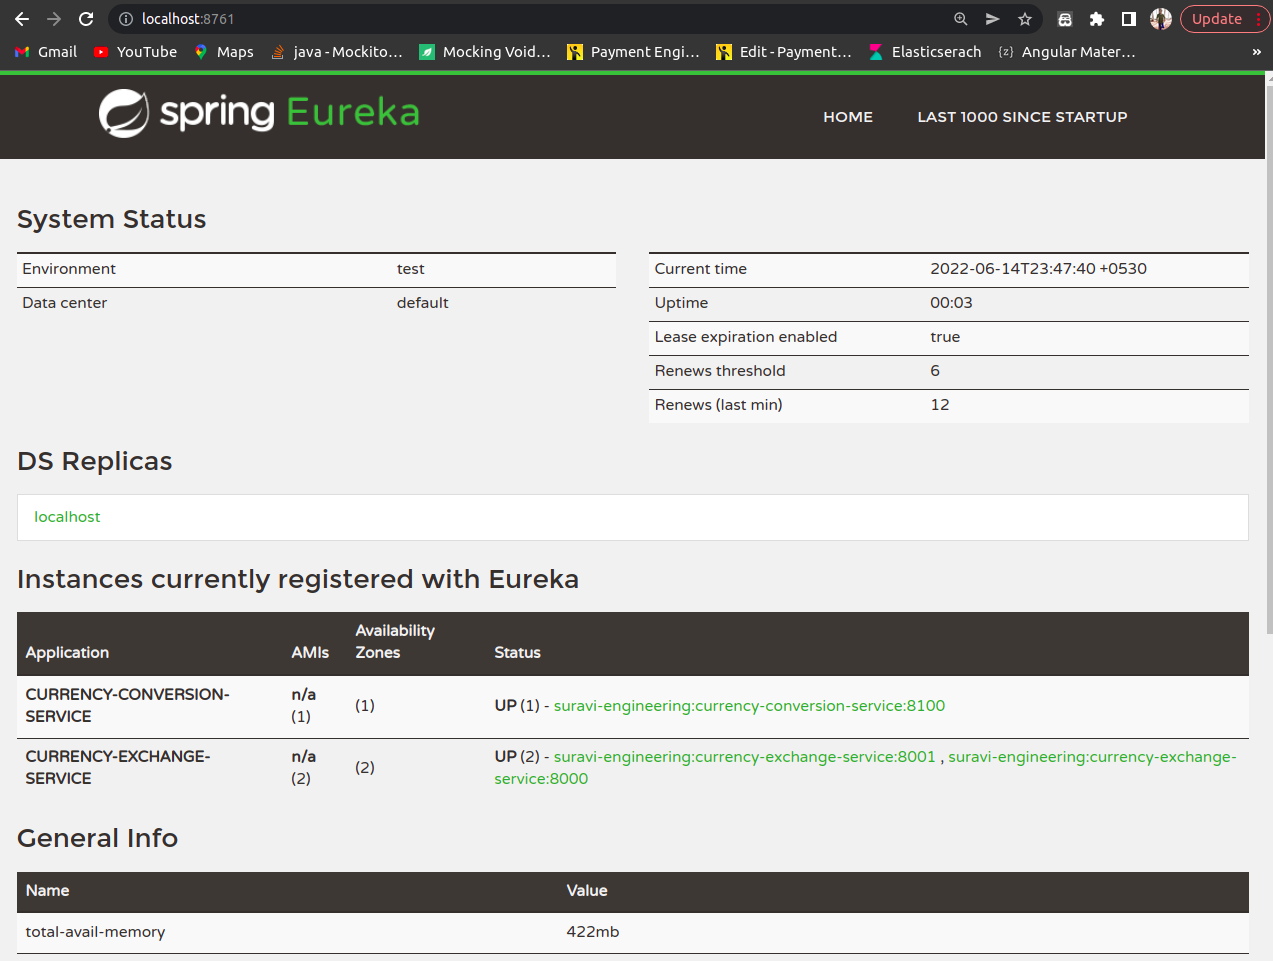 localhost:8761
Update
Gmail
YouTube
Maps
java - Mockito...
Mocking Void...
Payment Engi...
Edit - Payment...
Elasticserach
{z} Angular Mater...
»
spring Eureka
HOME
LAST 1000 SINCE STARTUP
System Status
Environment test
Data center default
Current time 2022-06-14T23:47:40 +0530
Uptime 00:03
Lease expiration enabled true
Renews threshold 6
Renews (last min) 12
DS Replicas
localhost
Instances currently registered with Eureka
Application AMIs Availability Zones Status
CURRENCY-CONVERSION-
SERVICE
n/a
(1)
(1)
UP (1) - suravi-engineering:currency-conversion-service:8100
CURRENCY-EXCHANGE-
SERVICE
n/a
(2)
(2)
UP (2) - suravi-engineering:currency-exchange-service:8001 , suravi-engineering:currency-exchange-
service:8000
General Info
Name Value
total-avail-memory 422mb